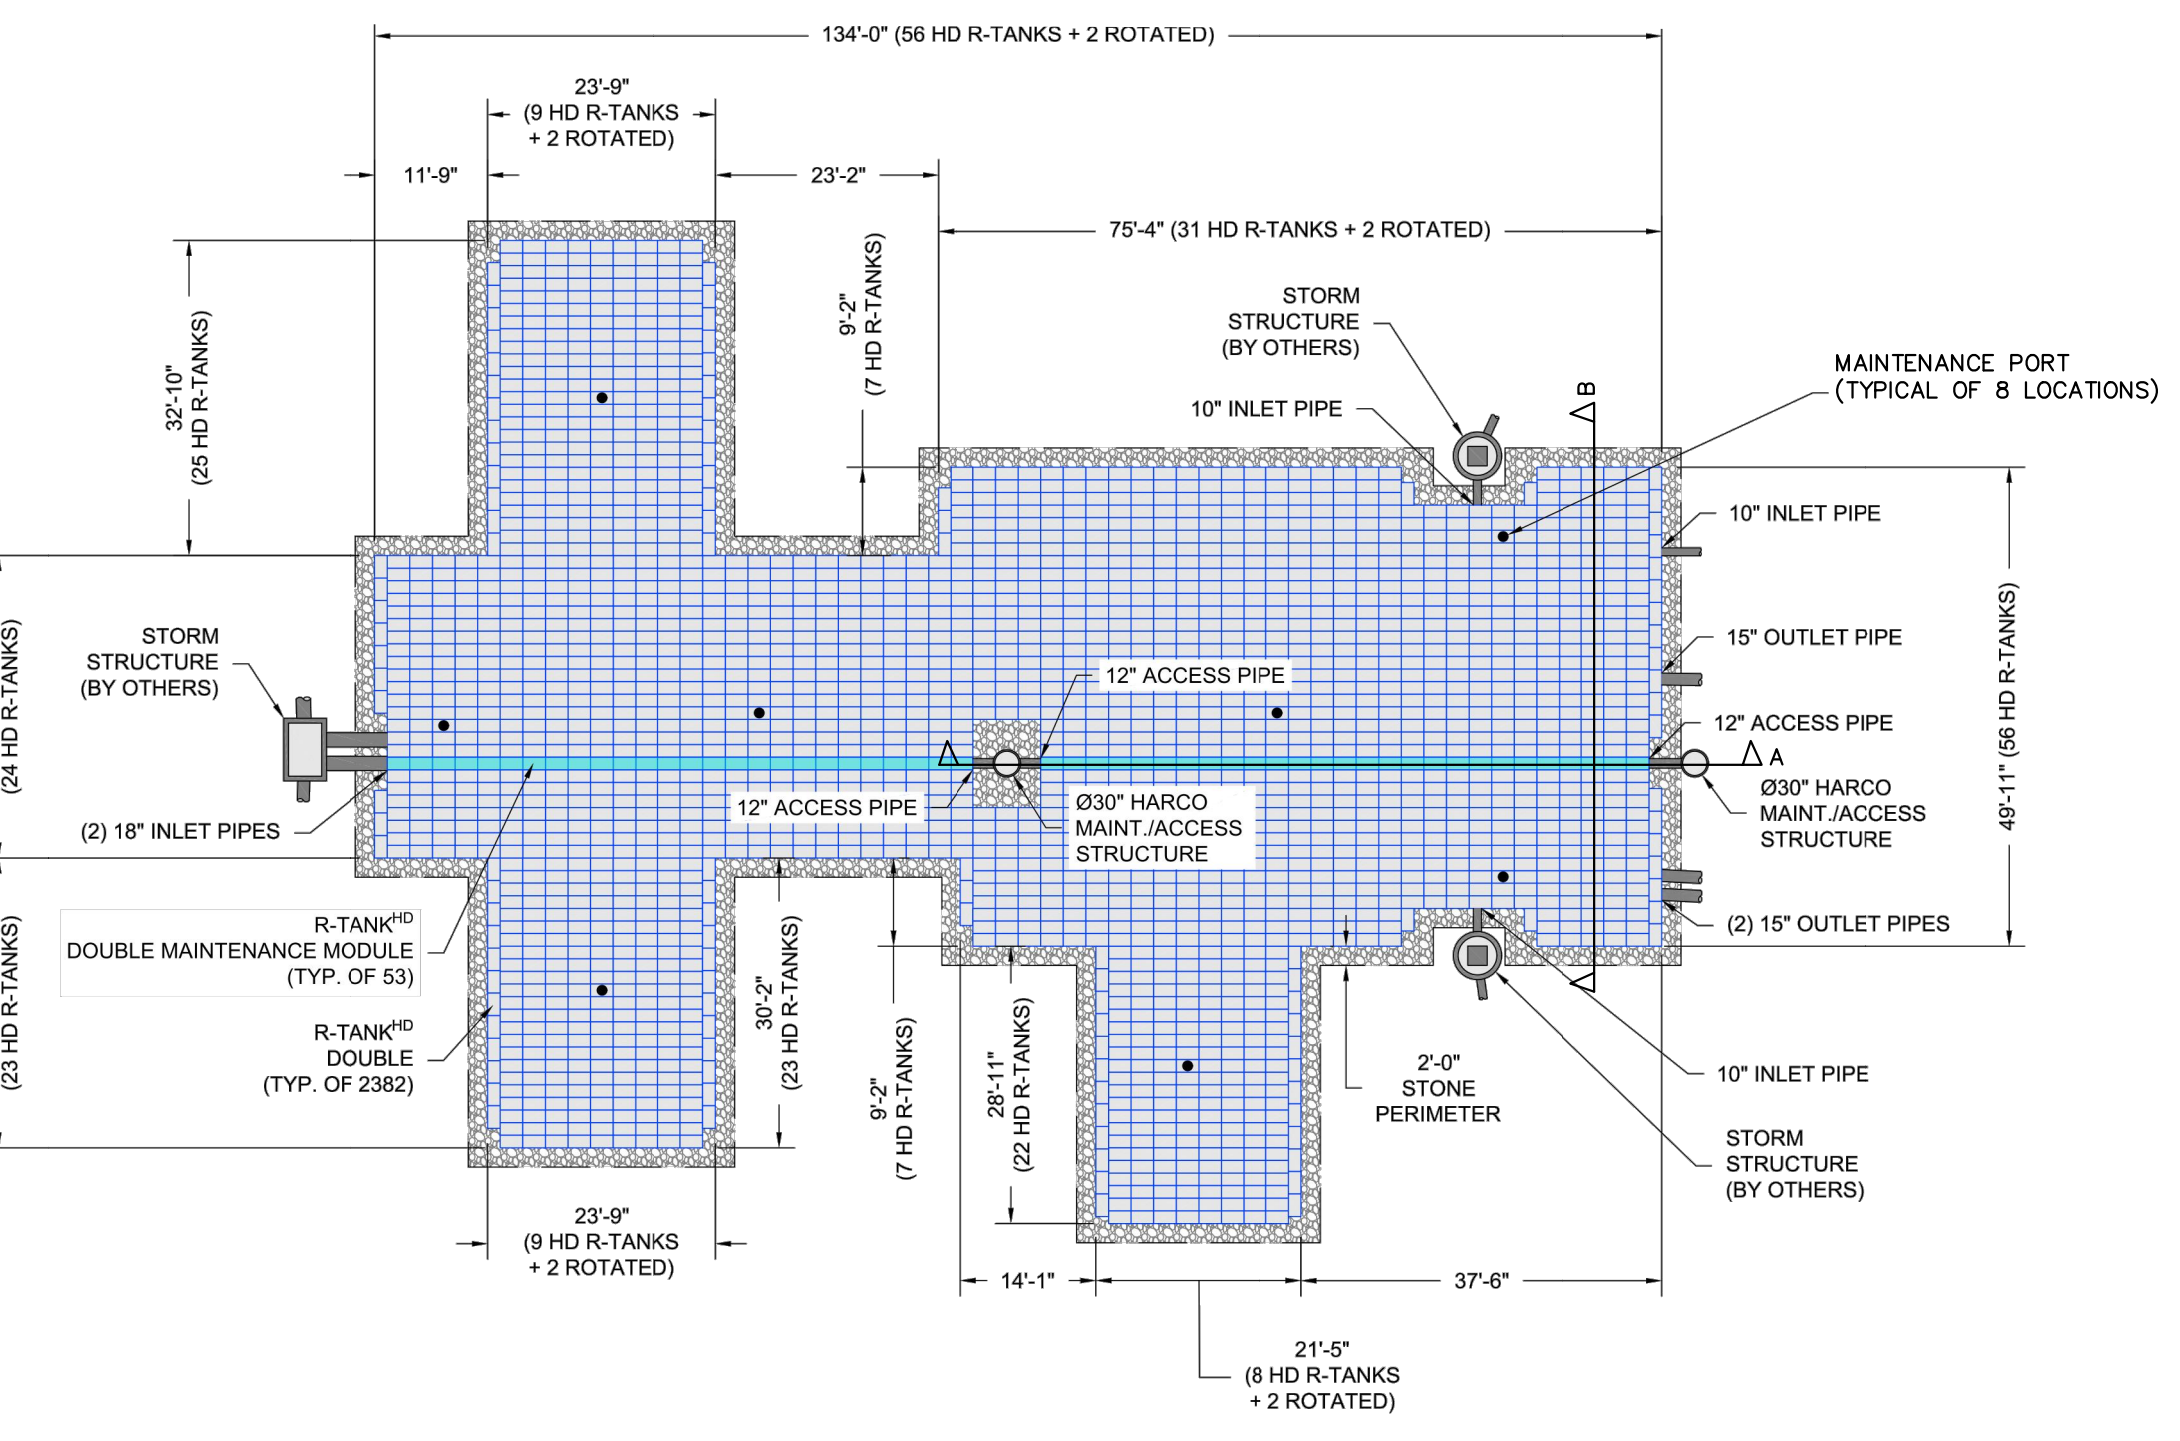 134'-0" (56 HD R-TANKS + 2 ROTATED)
23'-9"
(9 HD R-TANKS
+ 2 ROTATED)
11'-9"
23'-2"
75'-4" (31 HD R-TANKS + 2 ROTATED)
32'-10"
(25 HD R-TANKS)
9'-2"
(7 HD R-TANKS)
STORM
STRUCTURE
(BY OTHERS)
10" INLET PIPE
B
MAINTENANCE PORT
(TYPICAL OF 8 LOCATIONS)
10" INLET PIPE
15" OUTLET PIPE
12" ACCESS PIPE
A
Ø30" HARCO
MAINT./ACCESS
STRUCTURE
(2) 15" OUTLET PIPES
49'-11" (56 HD R-TANKS)
(24 HD R-TANKS)
STORM
STRUCTURE
(BY OTHERS)
(2) 18" INLET PIPES
12" ACCESS PIPE
12" ACCESS PIPE
Ø30" HARCO
MAINT./ACCESS
STRUCTURE
(23 HD R-TANKS)
R-TANKHD
DOUBLE MAINTENANCE MODULE
(TYP. OF 53)
R-TANKHD
DOUBLE
(TYP. OF 2382)
30'-2"
(23 HD R-TANKS)
9'-2"
(7 HD R-TANKS)
28'-11"
(22 HD R-TANKS)
2'-0"
STONE
PERIMETER
10" INLET PIPE
STORM
STRUCTURE
(BY OTHERS)
23'-9"
(9 HD R-TANKS
+ 2 ROTATED)
14'-1"
37'-6"
21'-5"
(8 HD R-TANKS
+ 2 ROTATED)